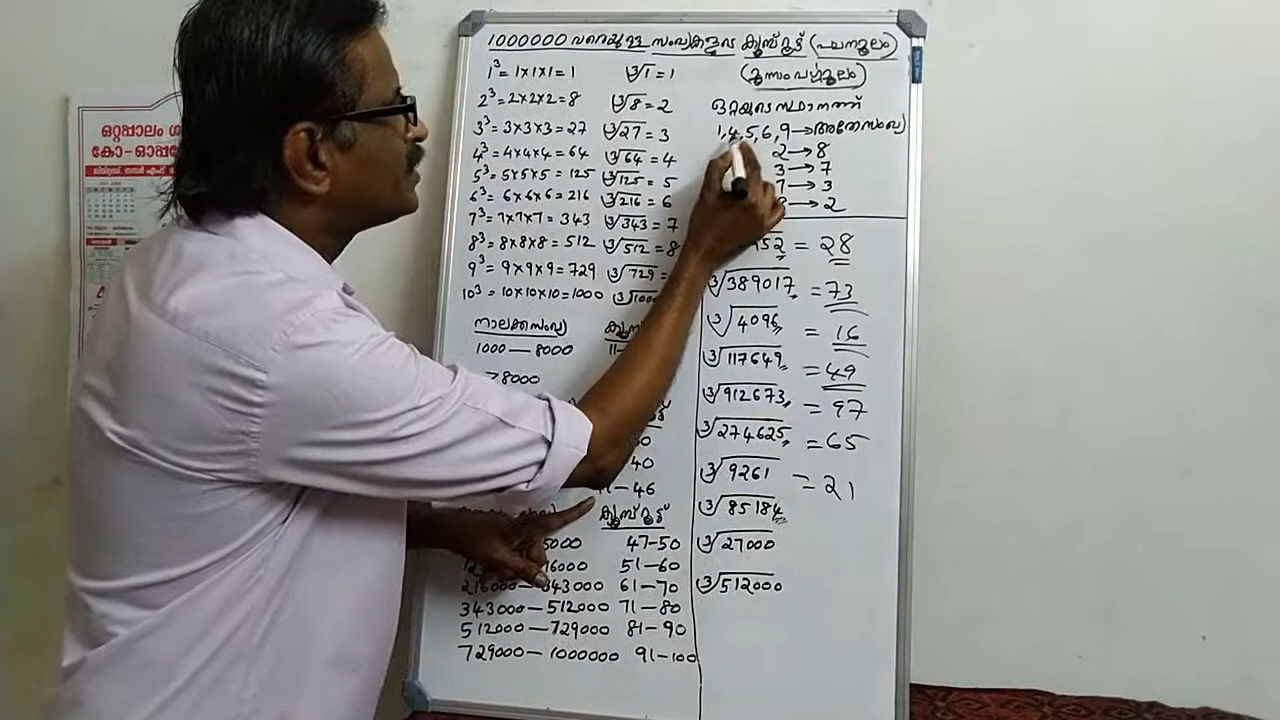 ഒറ്റപ്പാലം
കോ-ഓപ്പറേ
1000000 വരെയുള്ള സംഖ്യകളുടെ ക്യൂബ്റൂട്ട് (ഘനമൂലം)
(മൂന്നാംവർഗ്ഗമൂലം)
1³ = 1×1×1 = 1 ∛1 = 1
2³ = 2×2×2 = 8 ∛8 = 2
3³ = 3×3×3 = 27 ∛27 = 3
4³ = 4×4×4 = 64 ∛64 = 4
5³ = 5×5×5 = 125 ∛125 = 5
6³ = 6×6×6 = 216 ∛216 = 6
7³ = 7×7×7 = 343 ∛343 = 7
8³ = 8×8×8 = 512 ∛512 = 8
9³ = 9×9×9 = 729 ∛729 =
10³ = 10×10×10 = 1000 ∛1000
നാലക്കസംഖ്യ ക്യൂബ്
1000 — 8000 11-
>8000
40
— 46
ക്യൂബ്റൂട്ട്
5000 47-50
6000 51-60
216000 — 343000 61-70
343000 — 512000 71-80
512000 — 729000 81-90
729000 — 1000000 91-100
ഒറ്റയുടെ സ്ഥാനത്ത്
1,4,5,6,9 → അതേസംഖ്യ
2 → 8
3 → 7
7 → 3
→ 2
952 = 28
∛389017 = 73
∛4096 = 16
∛117649 = 49
∛912673 = 97
∛274625 = 65
∛9261 = 21
∛85184
∛27000
∛512000